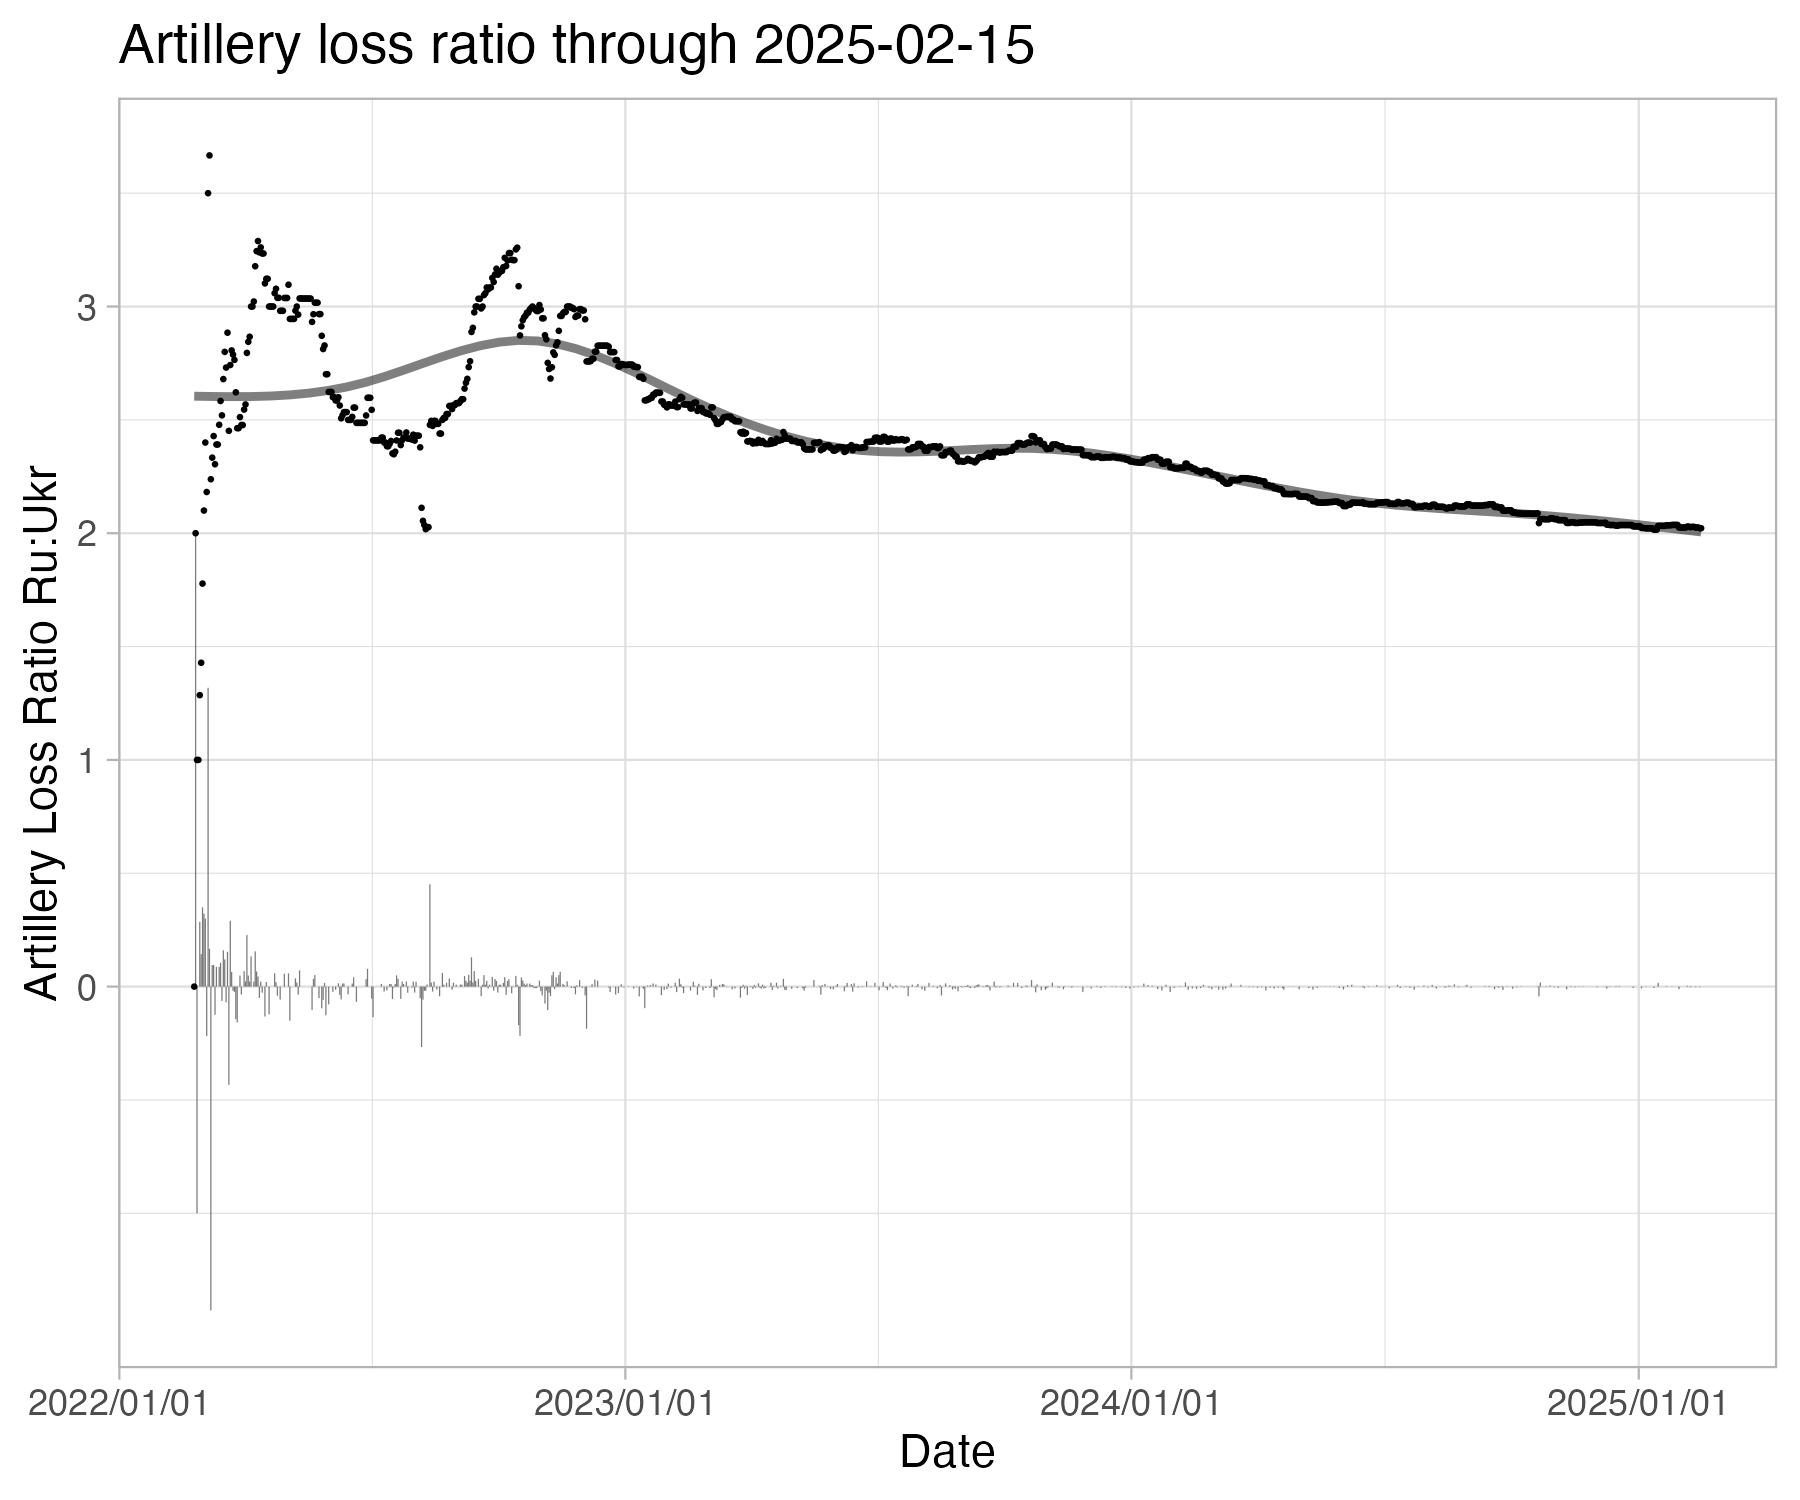 Artillery loss ratio through 2025-02-15
Artillery Loss Ratio Ru:Ukr
3
2
1
0
2022/01/01
2023/01/01
2024/01/01
2025/01/01
Date